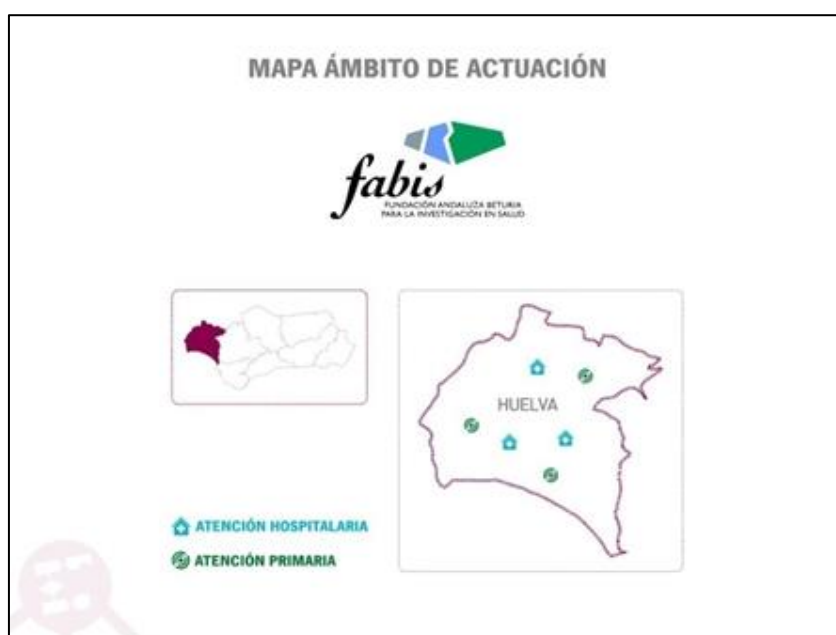 MAPA ÁMBITO DE ACTUACIÓN
fabis
FUNDACIÓN ANDALUZA BETURIA
PARA LA INVESTIGACIÓN EN SALUD
HUELVA
ATENCIÓN HOSPITALARIA
ATENCIÓN PRIMARIA